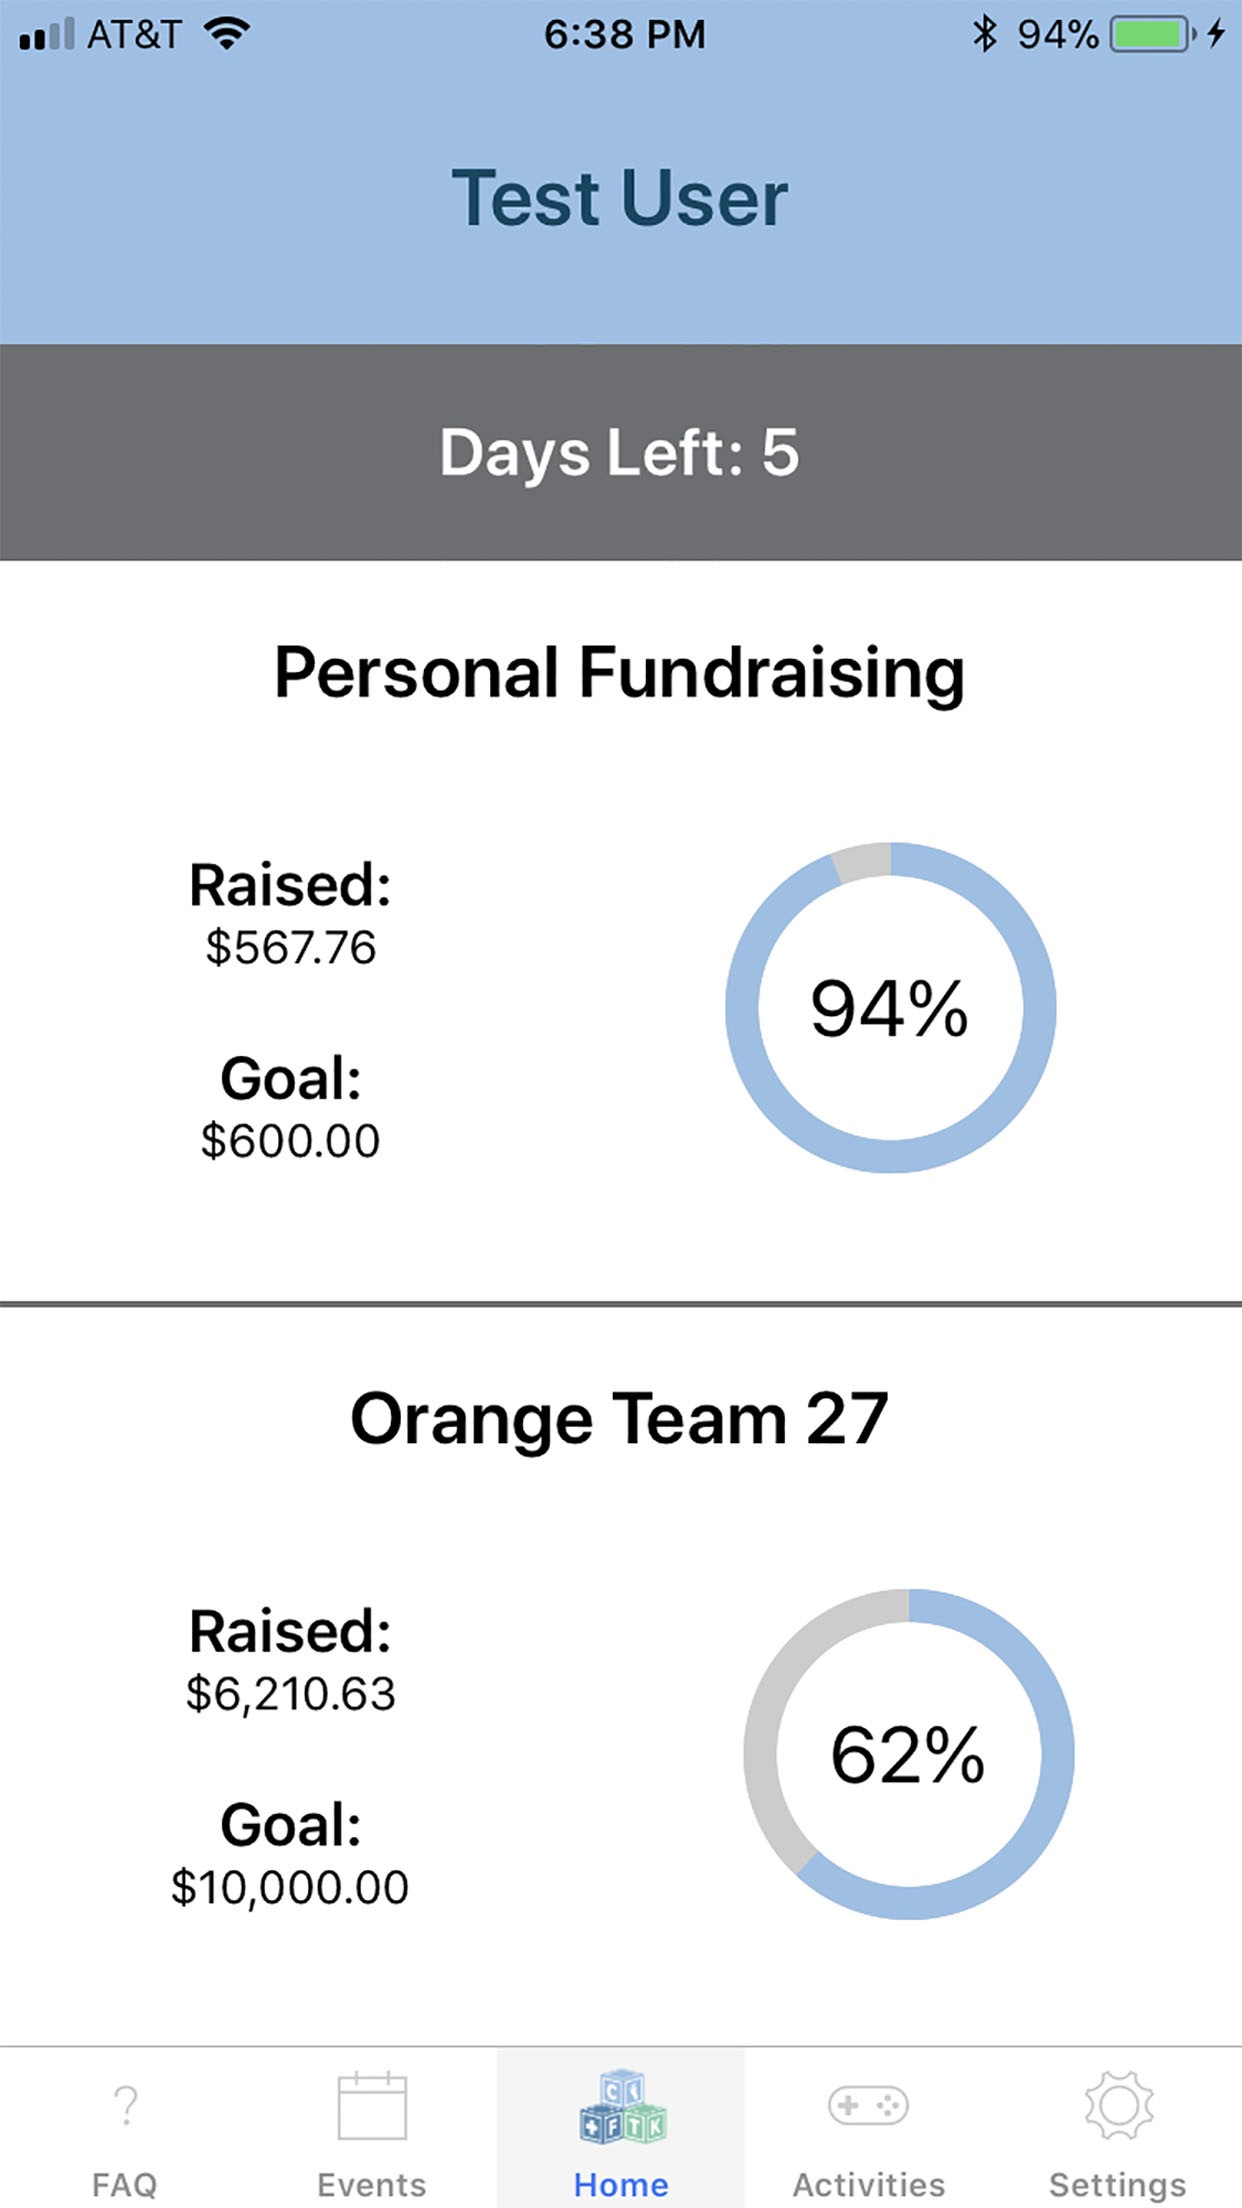 AT&T 6:38 PM 94%
Test User
Days Left: 5
Personal Fundraising
Raised:
$567.76
Goal:
$600.00
94%
Orange Team 27
Raised:
$6,210.63
Goal:
$10,000.00
62%
C
F T K
FAQ Events Home Activities Settings